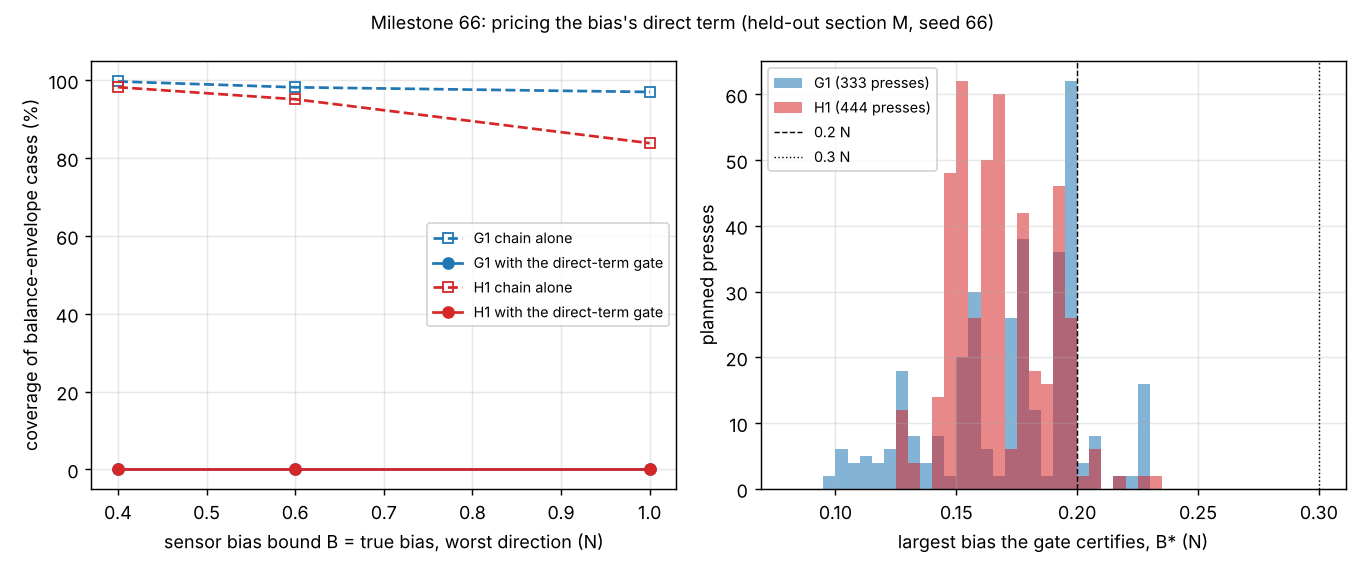 Milestone 66: pricing the bias's direct term (held-out section M, seed 66)
coverage of balance-envelope cases (%)
100
80
60
40
20
0
G1 chain alone
G1 with the direct-term gate
H1 chain alone
H1 with the direct-term gate
0.4
0.5
0.6
0.7
0.8
0.9
1.0
sensor bias bound B = true bias, worst direction (N)
planned presses
60
50
40
30
20
10
0
G1 (333 presses)
H1 (444 presses)
0.2 N
0.3 N
0.10
0.15
0.20
0.25
0.30
largest bias the gate certifies, B* (N)